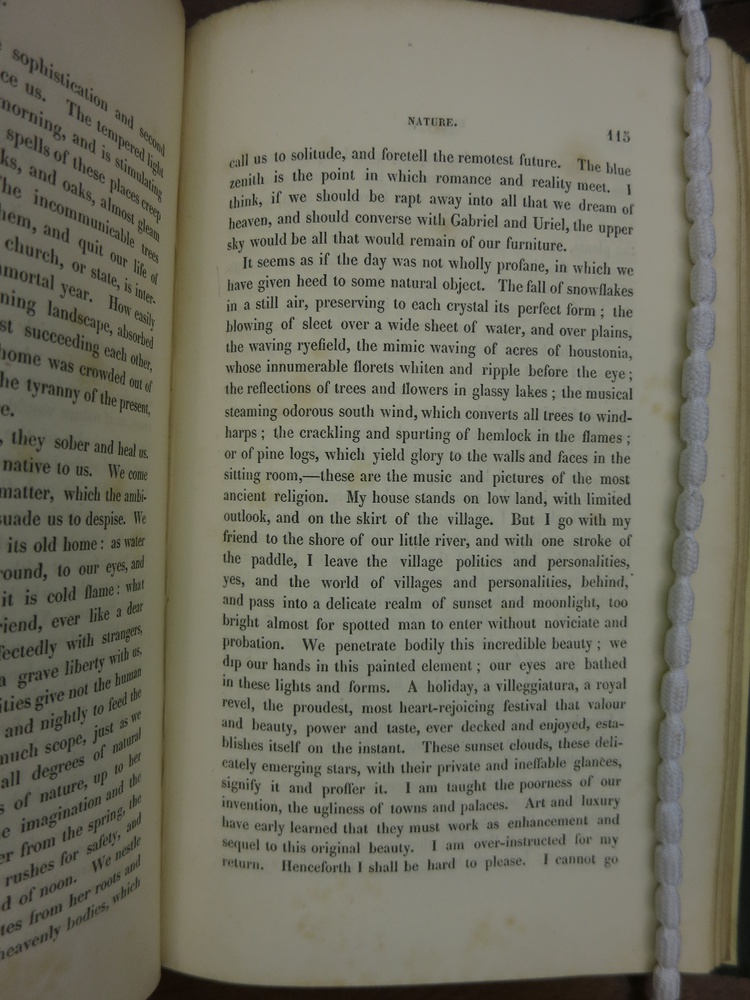 sophistication and second
ce us. The tempered light
morning, and is stimulating
spells of these places creep
ks, and oaks, almost gleam
he incommunicable trees
hem, and quit our life of
church, or state, is inter-
mmortal year. How easily
ning landscape, absorbed
st succeeding each other,
home was crowded out of
he tyranny of the present,
e.
, they sober and heal us.
native to us. We come
matter, which the ambi-
suade us to despise. We
its old home: as water
round, to our eyes, and
it is cold flame: what
riend, ever like a dear
fectedly with strangers,
a grave liberty with us,
ities give not the human
and nightly to feed the
much scope, just as we
all degrees of natural
s of nature, up to her
e imagination and the
er from the spring, the
rushes for safety, and
d of noon. We nestle
tes from her roots and
heavenly bodies, which
NATURE.
115
call us to solitude, and foretell the remotest future. The blue
zenith is the point in which romance and reality meet. I
think, if we should be rapt away into all that we dream of
heaven, and should converse with Gabriel and Uriel, the upper
sky would be all that would remain of our furniture.
It seems as if the day was not wholly profane, in which we
have given heed to some natural object. The fall of snowflakes
in a still air, preserving to each crystal its perfect form; the
blowing of sleet over a wide sheet of water, and over plains,
the waving ryefield, the mimic waving of acres of houstonia,
whose innumerable florets whiten and ripple before the eye;
the reflections of trees and flowers in glassy lakes; the musical
steaming odorous south wind, which converts all trees to wind-
harps; the crackling and spurting of hemlock in the flames;
or of pine logs, which yield glory to the walls and faces in the
sitting room,—these are the music and pictures of the most
ancient religion. My house stands on low land, with limited
outlook, and on the skirt of the village. But I go with my
friend to the shore of our little river, and with one stroke of
the paddle, I leave the village politics and personalities,
yes, and the world of villages and personalities, behind,
and pass into a delicate realm of sunset and moonlight, too
bright almost for spotted man to enter without noviciate and
probation. We penetrate bodily this incredible beauty; we
dip our hands in this painted element; our eyes are bathed
in these lights and forms. A holiday, a villeggiatura, a royal
revel, the proudest, most heart-rejoicing festival that valour
and beauty, power and taste, ever decked and enjoyed, esta-
blishes itself on the instant. These sunset clouds, these deli-
cately emerging stars, with their private and ineffable glances,
signify it and proffer it. I am taught the poorness of our
invention, the ugliness of towns and palaces. Art and luxury
have early learned that they must work as enhancement and
sequel to this original beauty. I am over-instructed for my
return. Henceforth I shall be hard to please. I cannot go